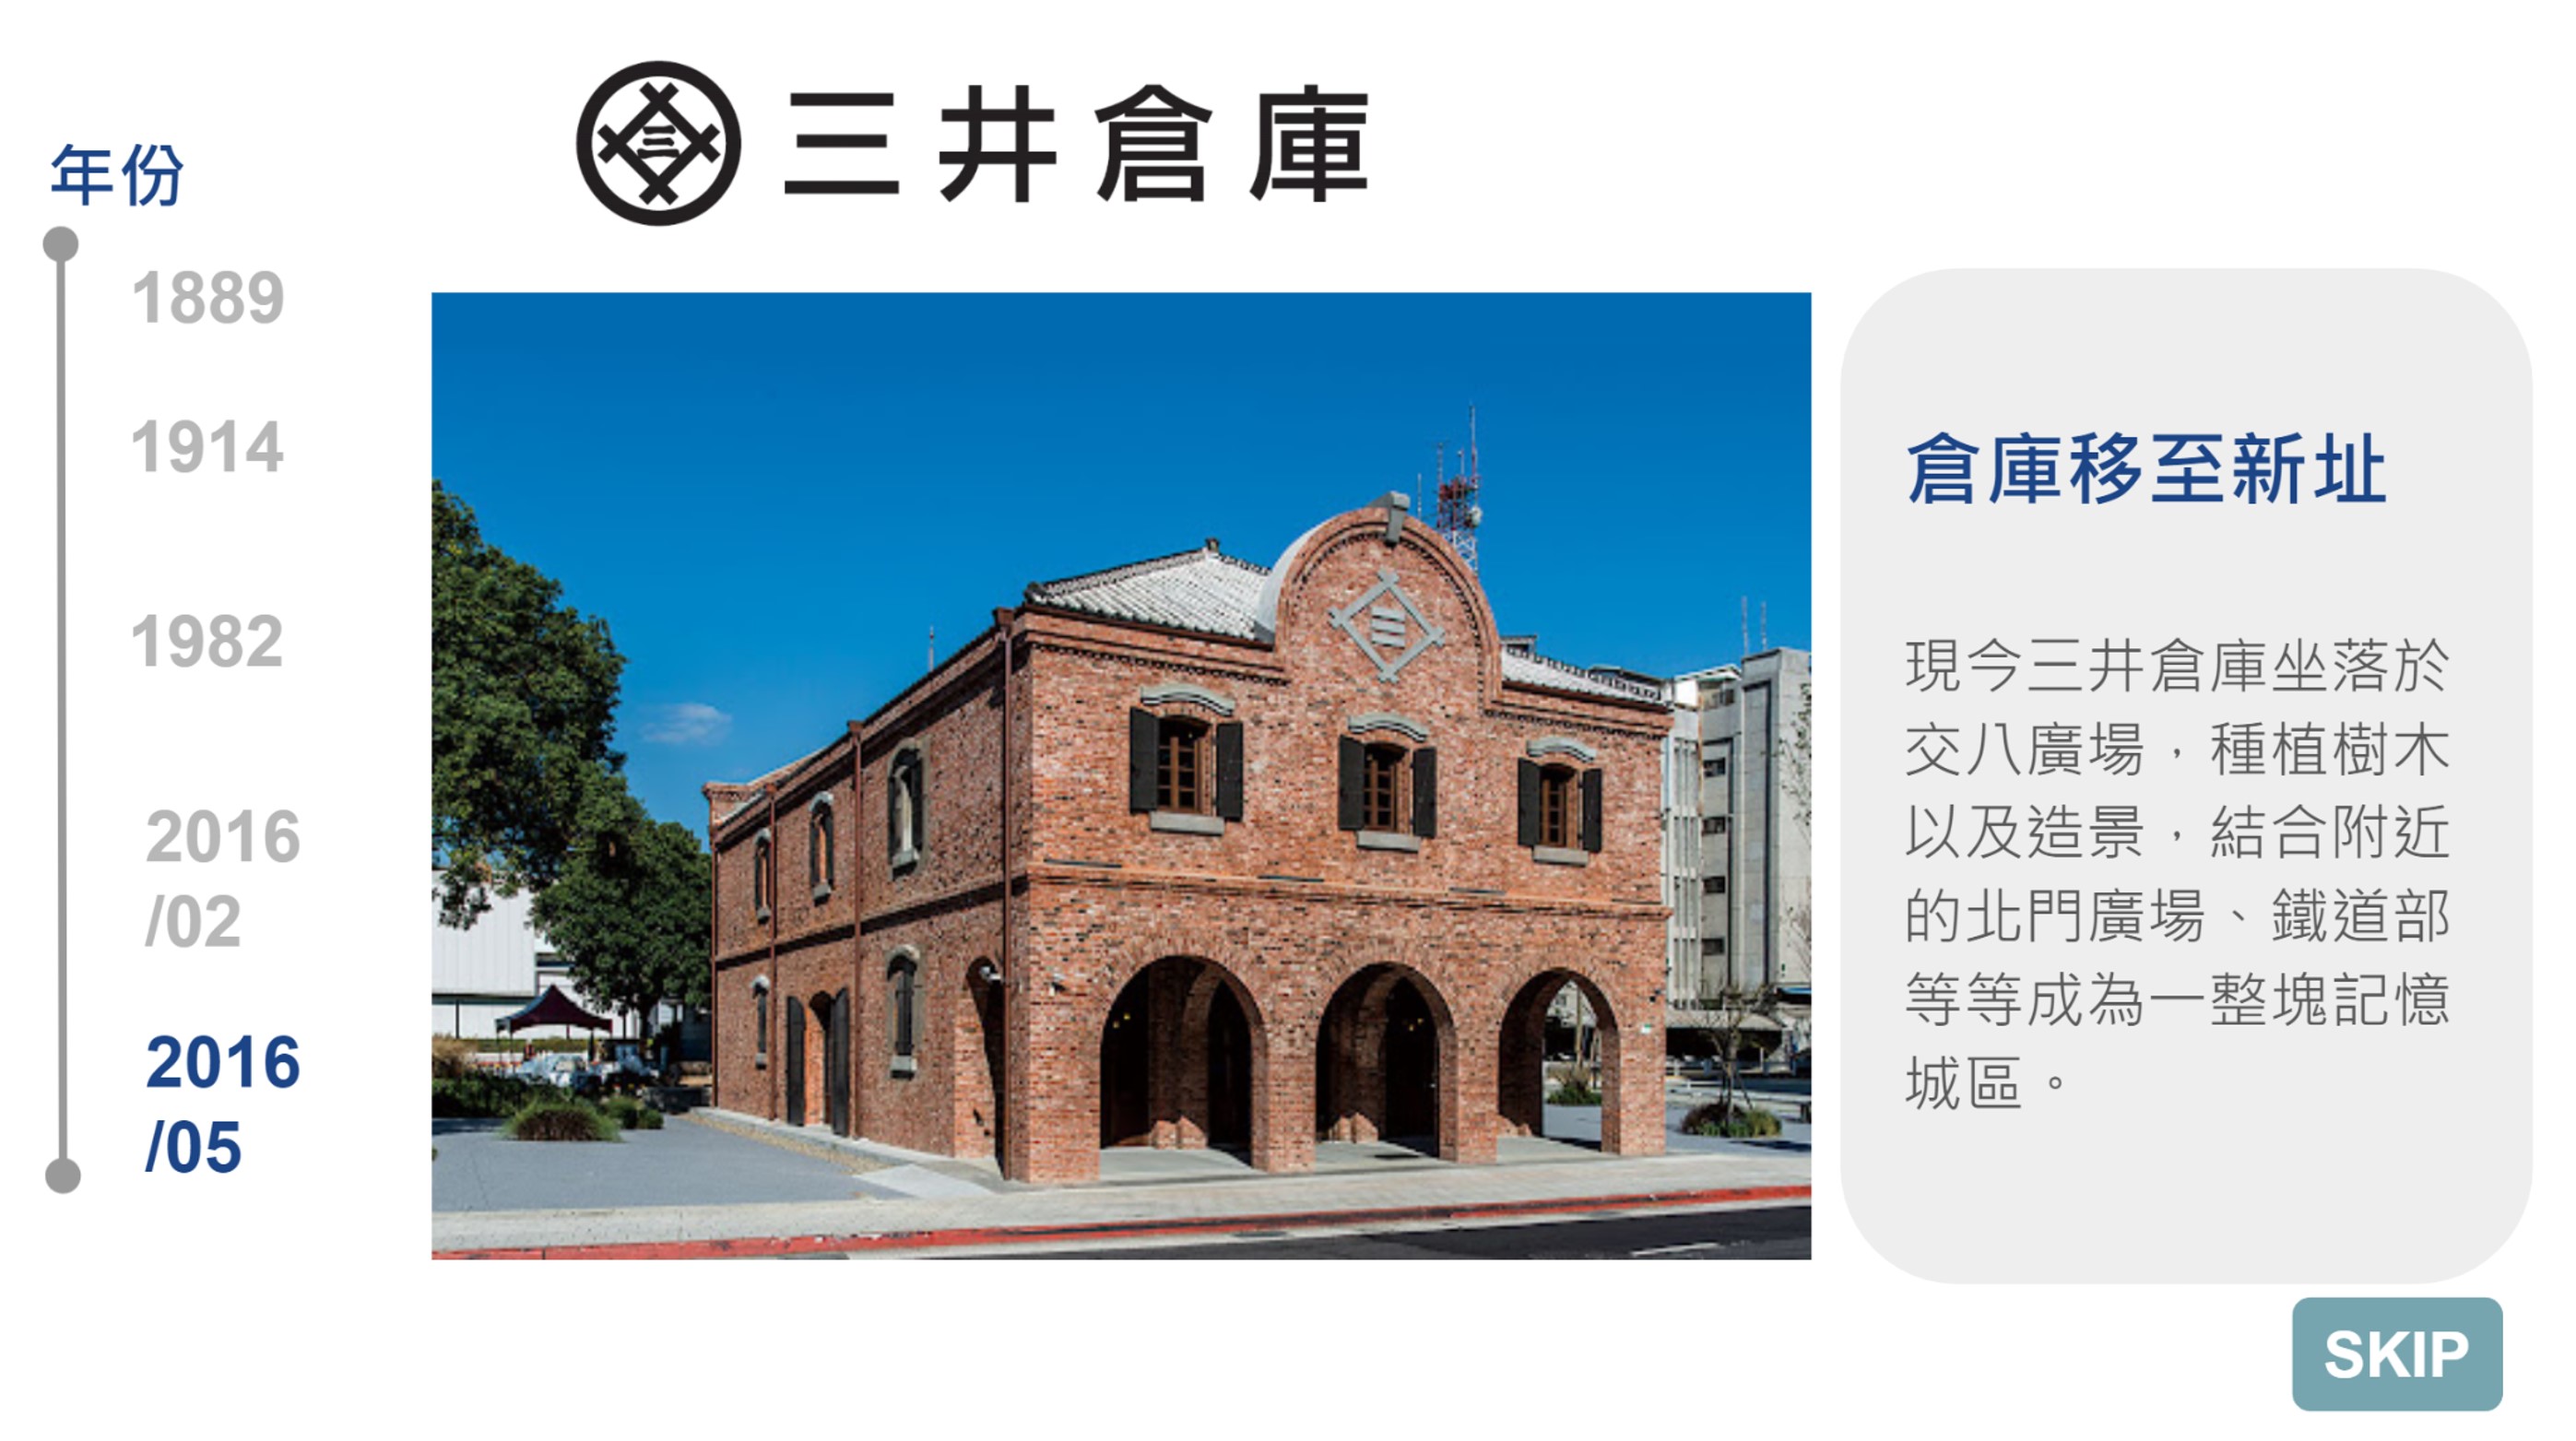 三
三井倉庫
年份
1889
1914
1982
2016
/02
2016
/05
三
倉庫移至新址
現今三井倉庫坐落於
交八廣場，種植樹木
以及造景，結合附近
的北門廣場、鐵道部
等等成為一整塊記憶
城區。
SKIP